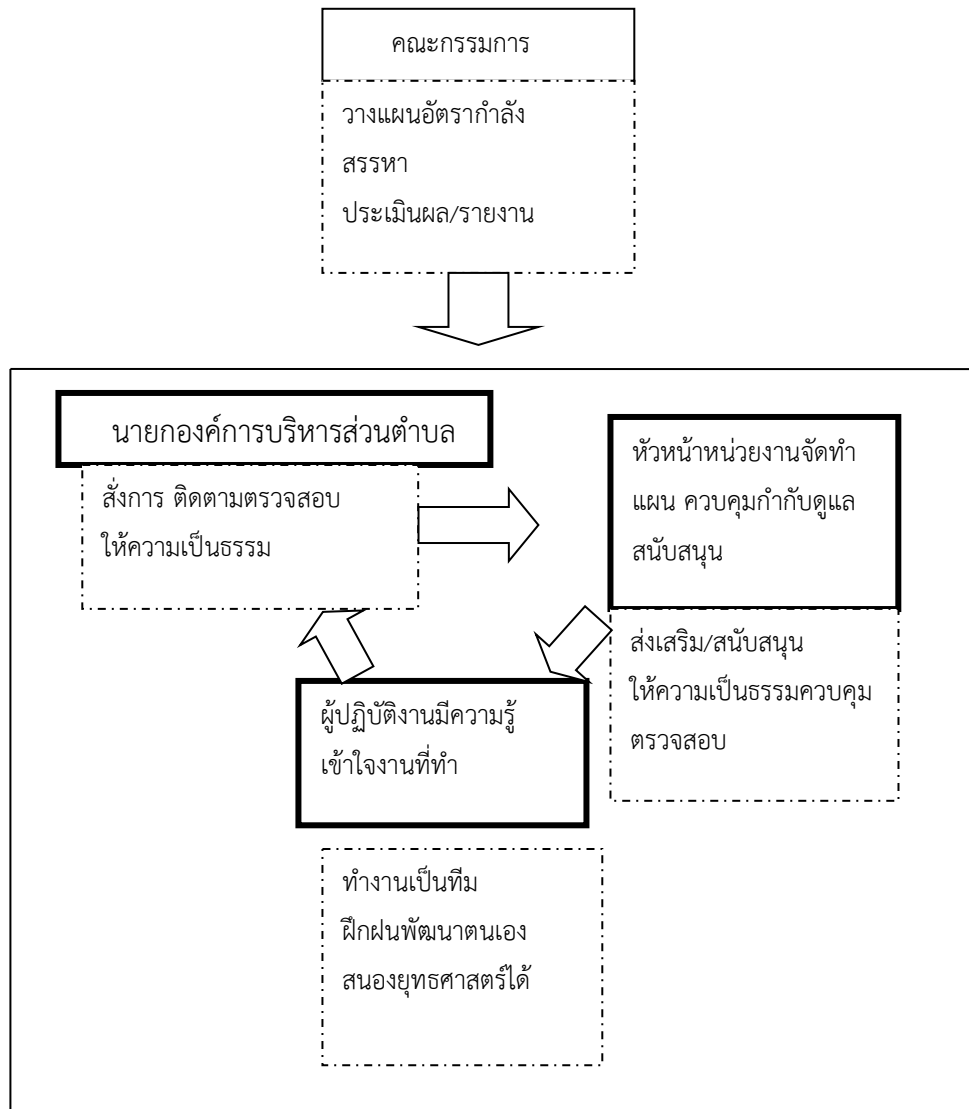 คณะกรรมการ
วางแผนอัตรากำลัง
สรรหา
ประเมินผล/รายงาน
นายกองค์การบริหารส่วนตำบล
สั่งการ ติดตามตรวจสอบ
ให้ความเป็นธรรม
หัวหน้าหน่วยงานจัดทำ
แผน ควบคุมกำกับดูแล
สนับสนุน
ส่งเสริม/สนับสนุน
ให้ความเป็นธรรมควบคุม
ตรวจสอบ
ผู้ปฏิบัติงานมีความรู้
เข้าใจงานที่ทำ
ทำงานเป็นทีม
ฝึกฝนพัฒนาตนเอง
สนองยุทธศาสตร์ได้